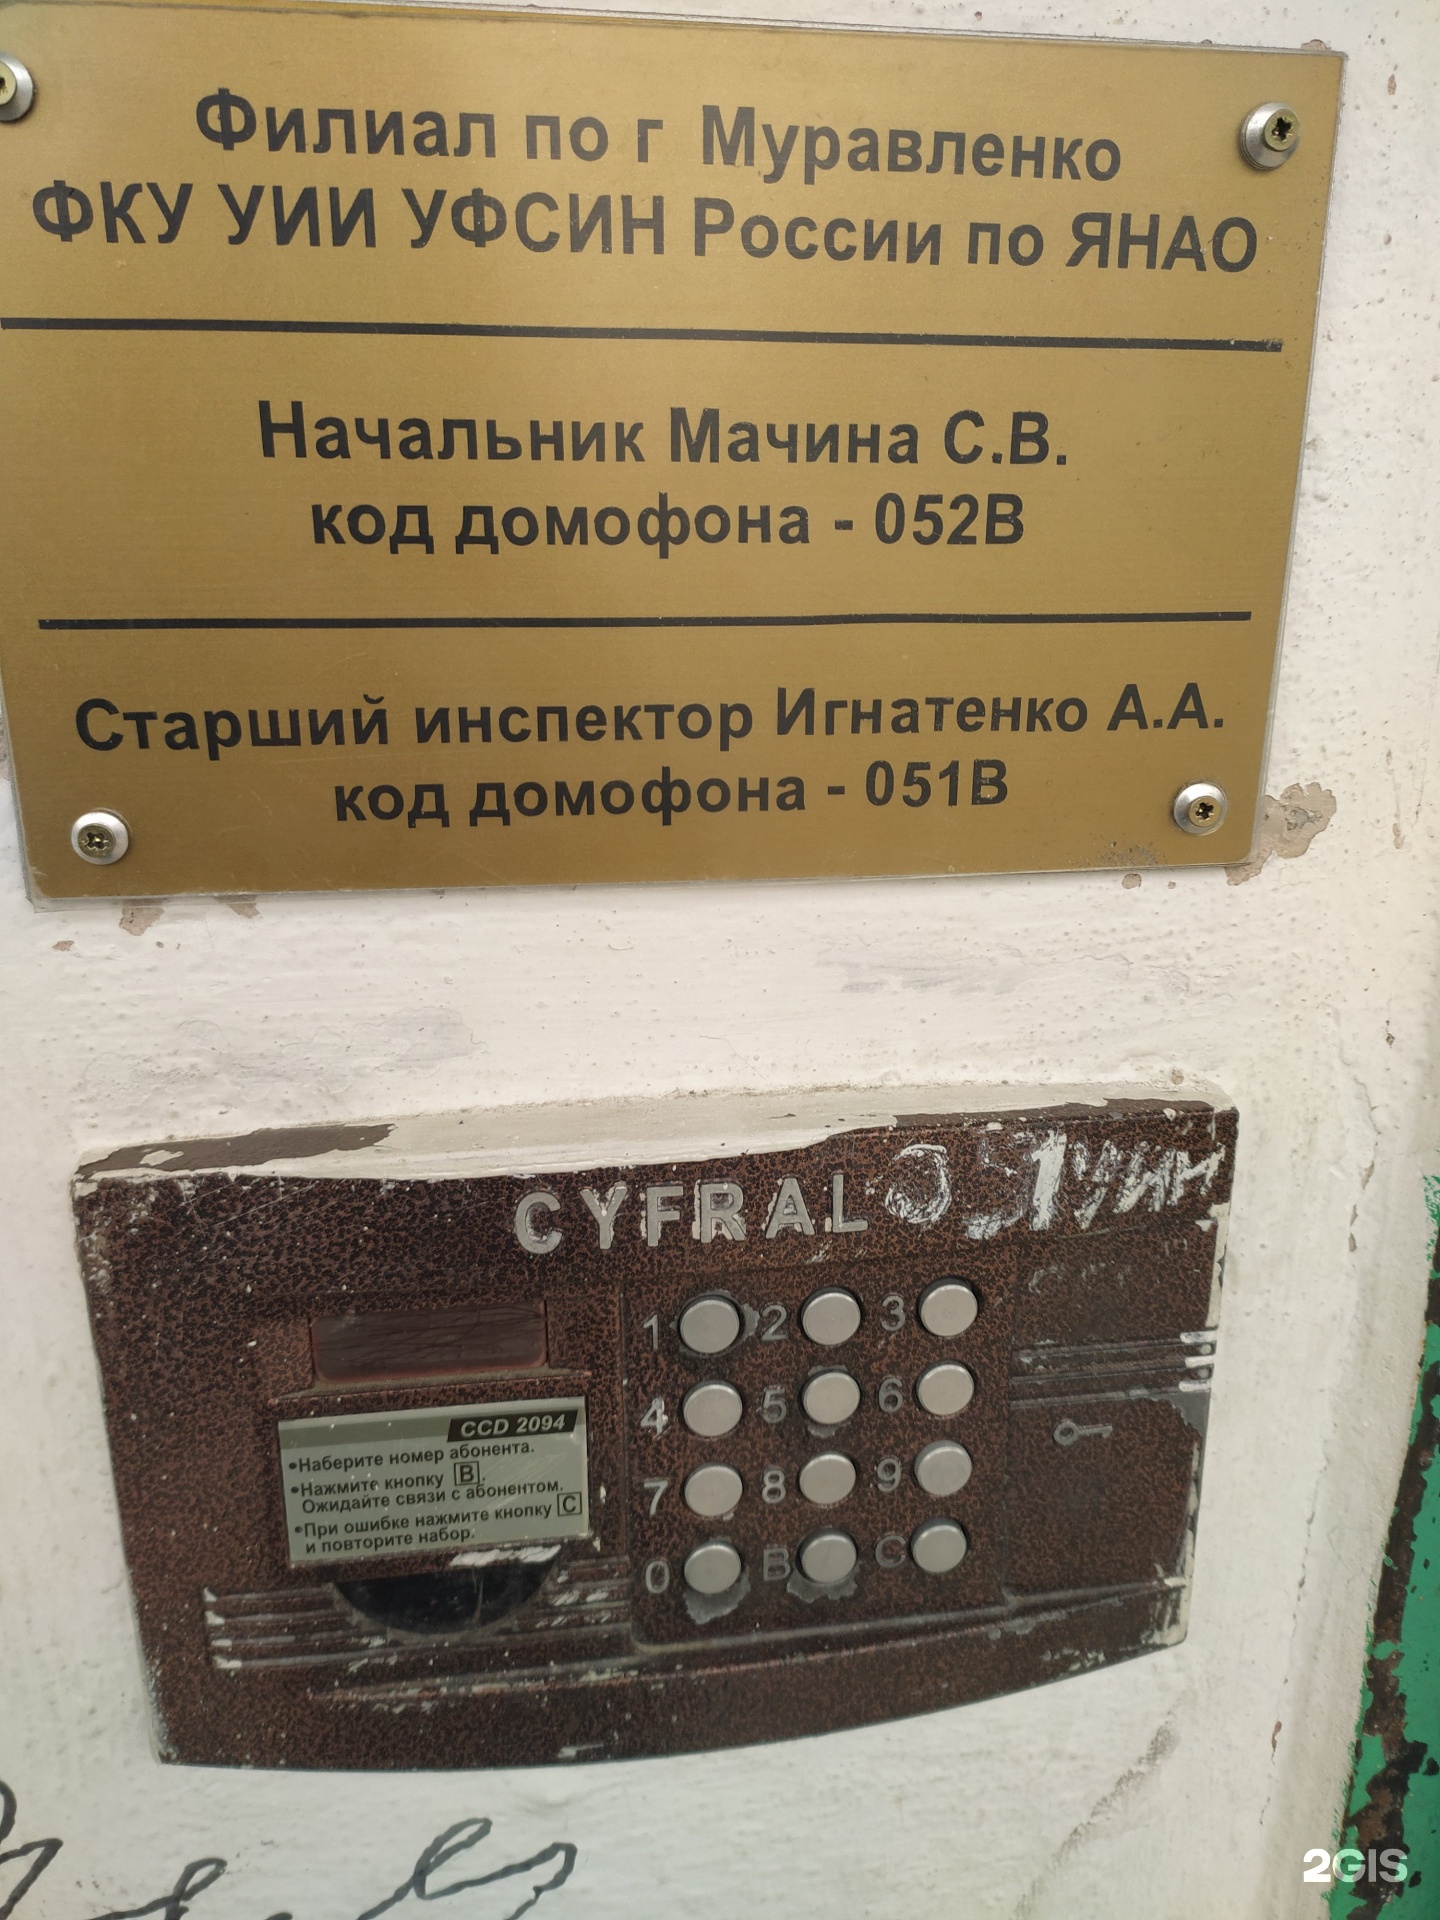 Филиал по г Муравленко
ФКУ УИИ УФСИН России по ЯНАО
Начальник Мачина С.В.
код домофона - 052В
Старший инспектор Игнатенко А.А.
код домофона - 051В
CYFRAL 051
1 2 3
4 5 6
7 8 9
0 B C
CCD 2094
•Наберите номер абонента.
•Нажмите кнопку B.
Ожидайте связи с абонентом.
•При ошибке нажмите кнопку C
и повторите набор.
2GIS